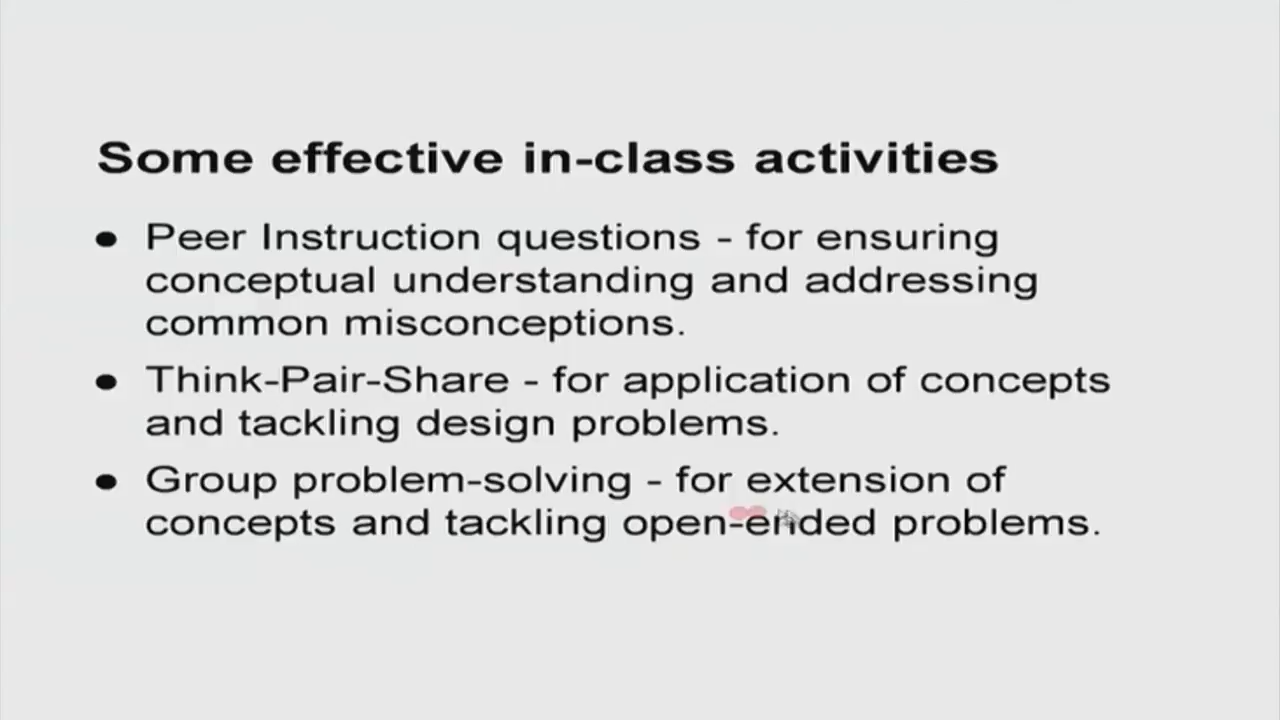 Some effective in-class activities
● Peer Instruction questions - for ensuring
conceptual understanding and addressing
common misconceptions.
● Think-Pair-Share - for application of concepts
and tackling design problems.
● Group problem-solving - for extension of
concepts and tackling open-ended problems.